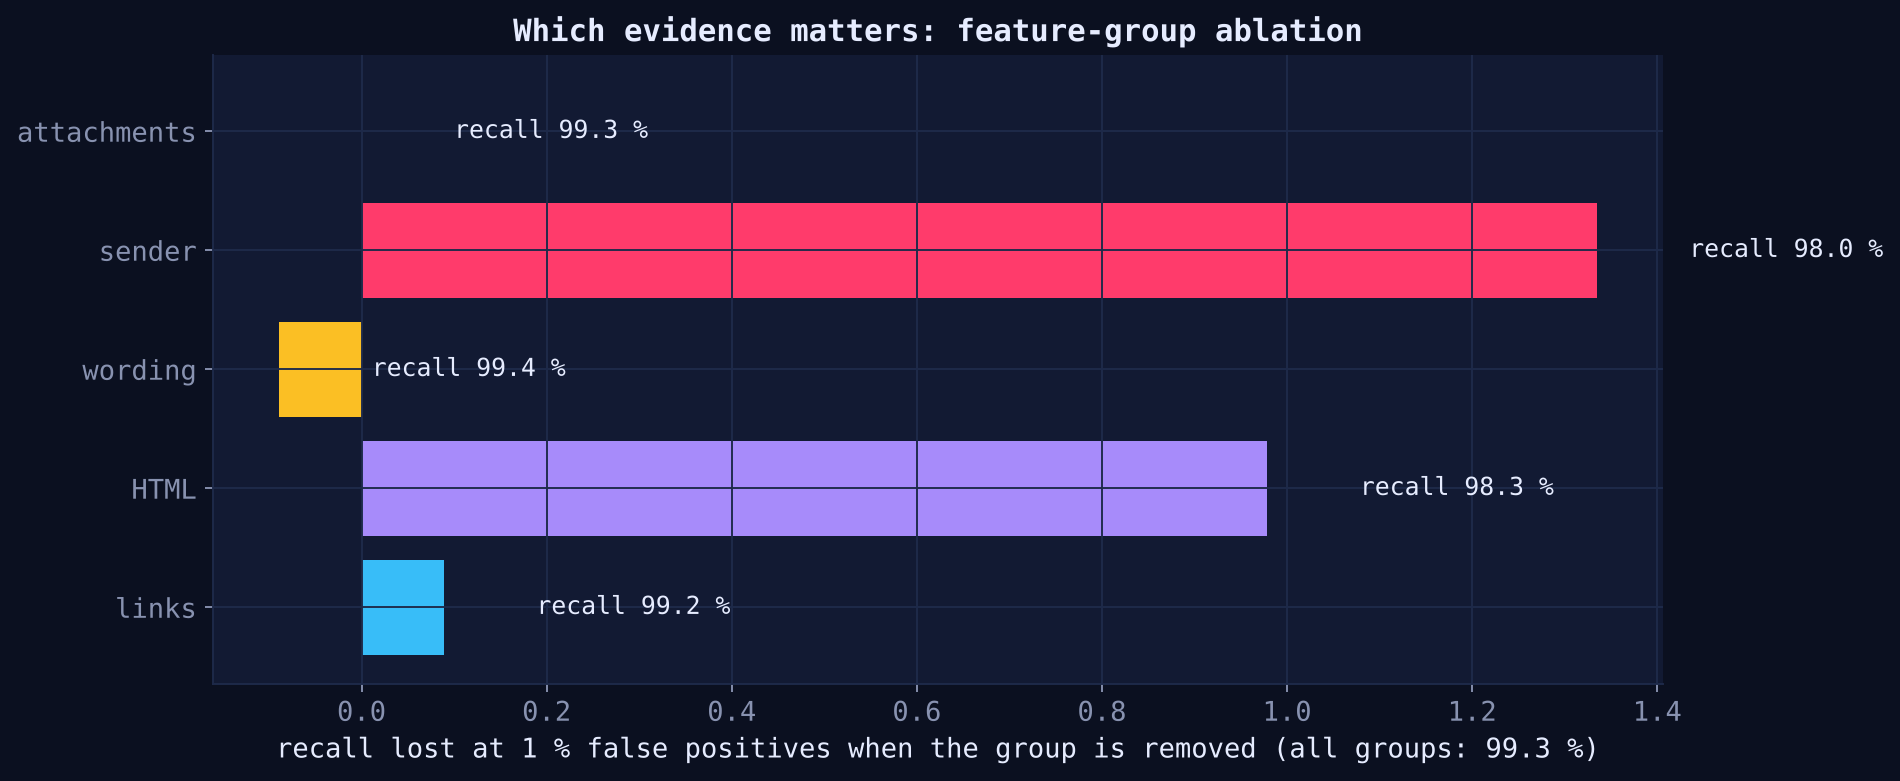 Which evidence matters: feature-group ablation
attachments
recall 99.3 %
sender
recall 98.0 %
wording
recall 99.4 %
HTML
recall 98.3 %
links
recall 99.2 %
0.0 0.2 0.4 0.6 0.8 1.0 1.2 1.4
recall lost at 1 % false positives when the group is removed (all groups: 99.3 %)